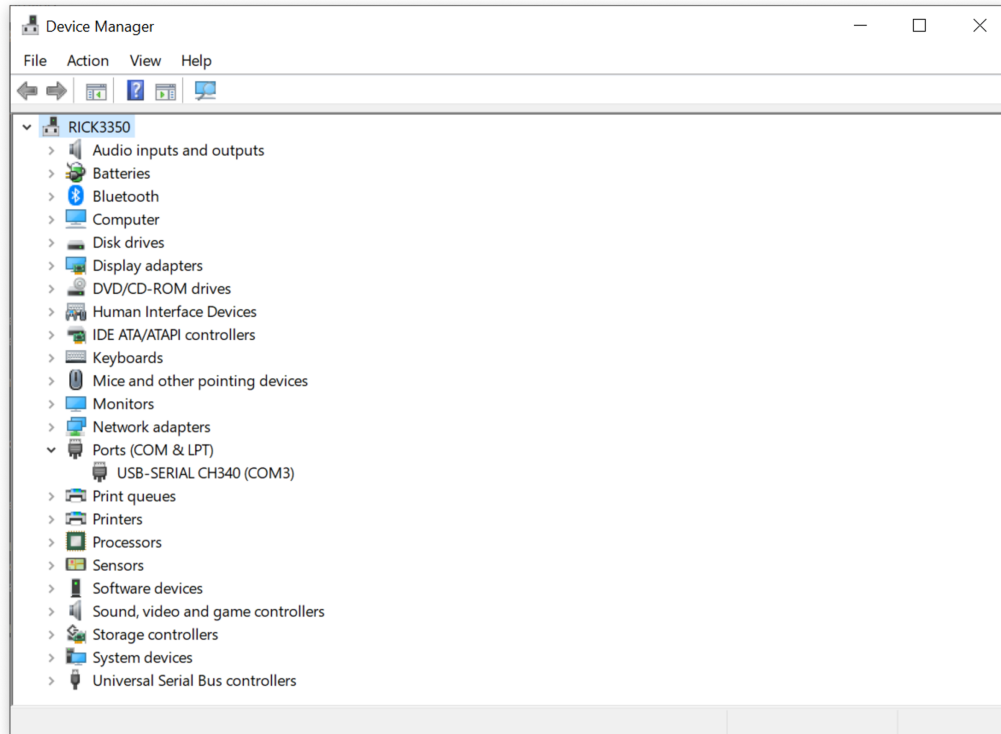 Device Manager
File Action View Help
RICK3350
Audio inputs and outputs
Batteries
Bluetooth
Computer
Disk drives
Display adapters
DVD/CD-ROM drives
Human Interface Devices
IDE ATA/ATAPI controllers
Keyboards
Mice and other pointing devices
Monitors
Network adapters
Ports (COM & LPT)
USB-SERIAL CH340 (COM3)
Print queues
Printers
Processors
Sensors
Software devices
Sound, video and game controllers
Storage controllers
System devices
Universal Serial Bus controllers